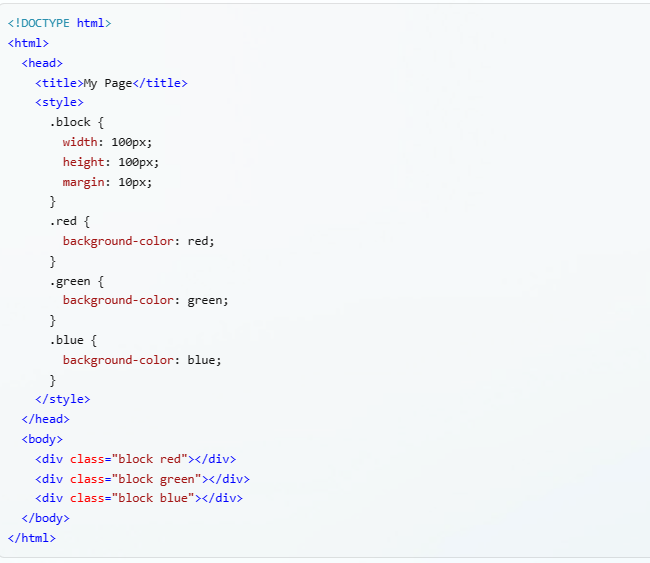 <!DOCTYPE html>
<html>
  <head>
    <title>My Page</title>
    <style>
      .block {
        width: 100px;
        height: 100px;
        margin: 10px;
      }
      .red {
        background-color: red;
      }
      .green {
        background-color: green;
      }
      .blue {
        background-color: blue;
      }
    </style>
  </head>
  <body>
    <div class="block red"></div>
    <div class="block green"></div>
    <div class="block blue"></div>
  </body>
</html>